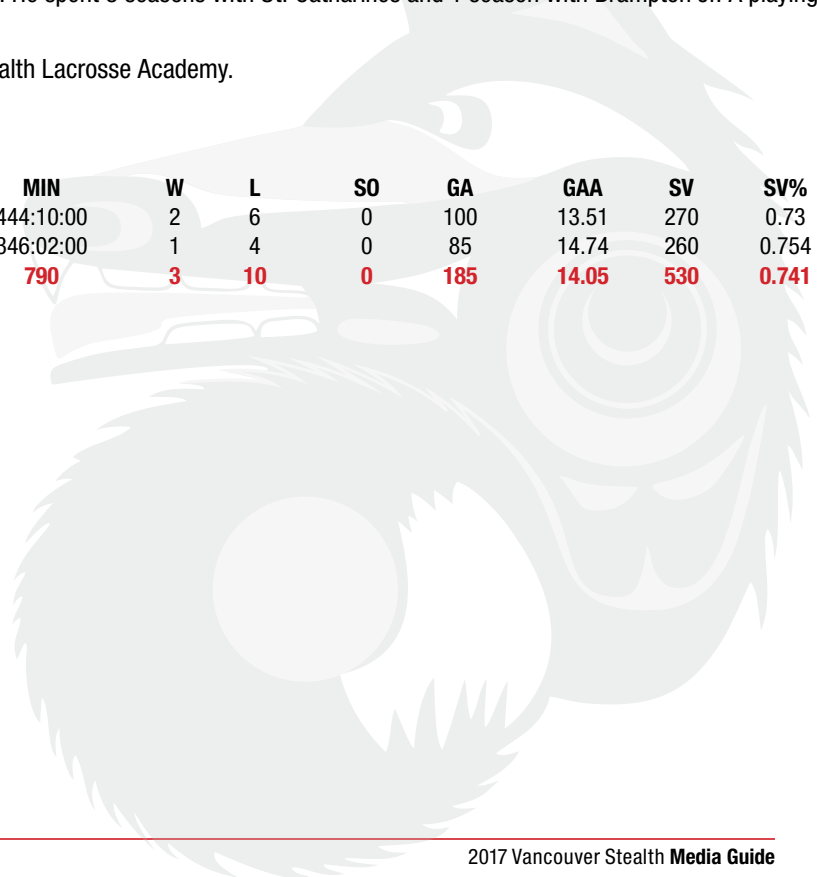 spent 3 seasons with St. Catharines and 1 season with Brampton Jr. A playing
alth Lacrosse Academy.
MIN W L SO GA GAA SV SV%
444:10:00 2 6 0 100 13.51 270 0.73
346:02:00 1 4 0 85 14.74 260 0.754
790 3 10 0 185 14.05 530 0.741
2017 Vancouver Stealth Media Guide